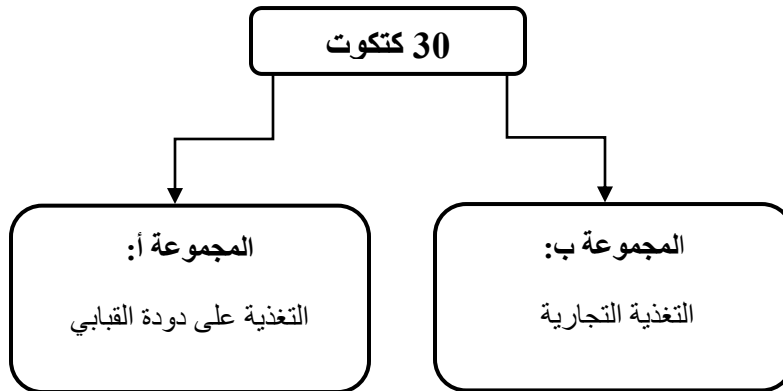 30 كتكوت
المجموعة ب:
التغذية التجارية
المجموعة أ:
التغذية على دودة القبابي